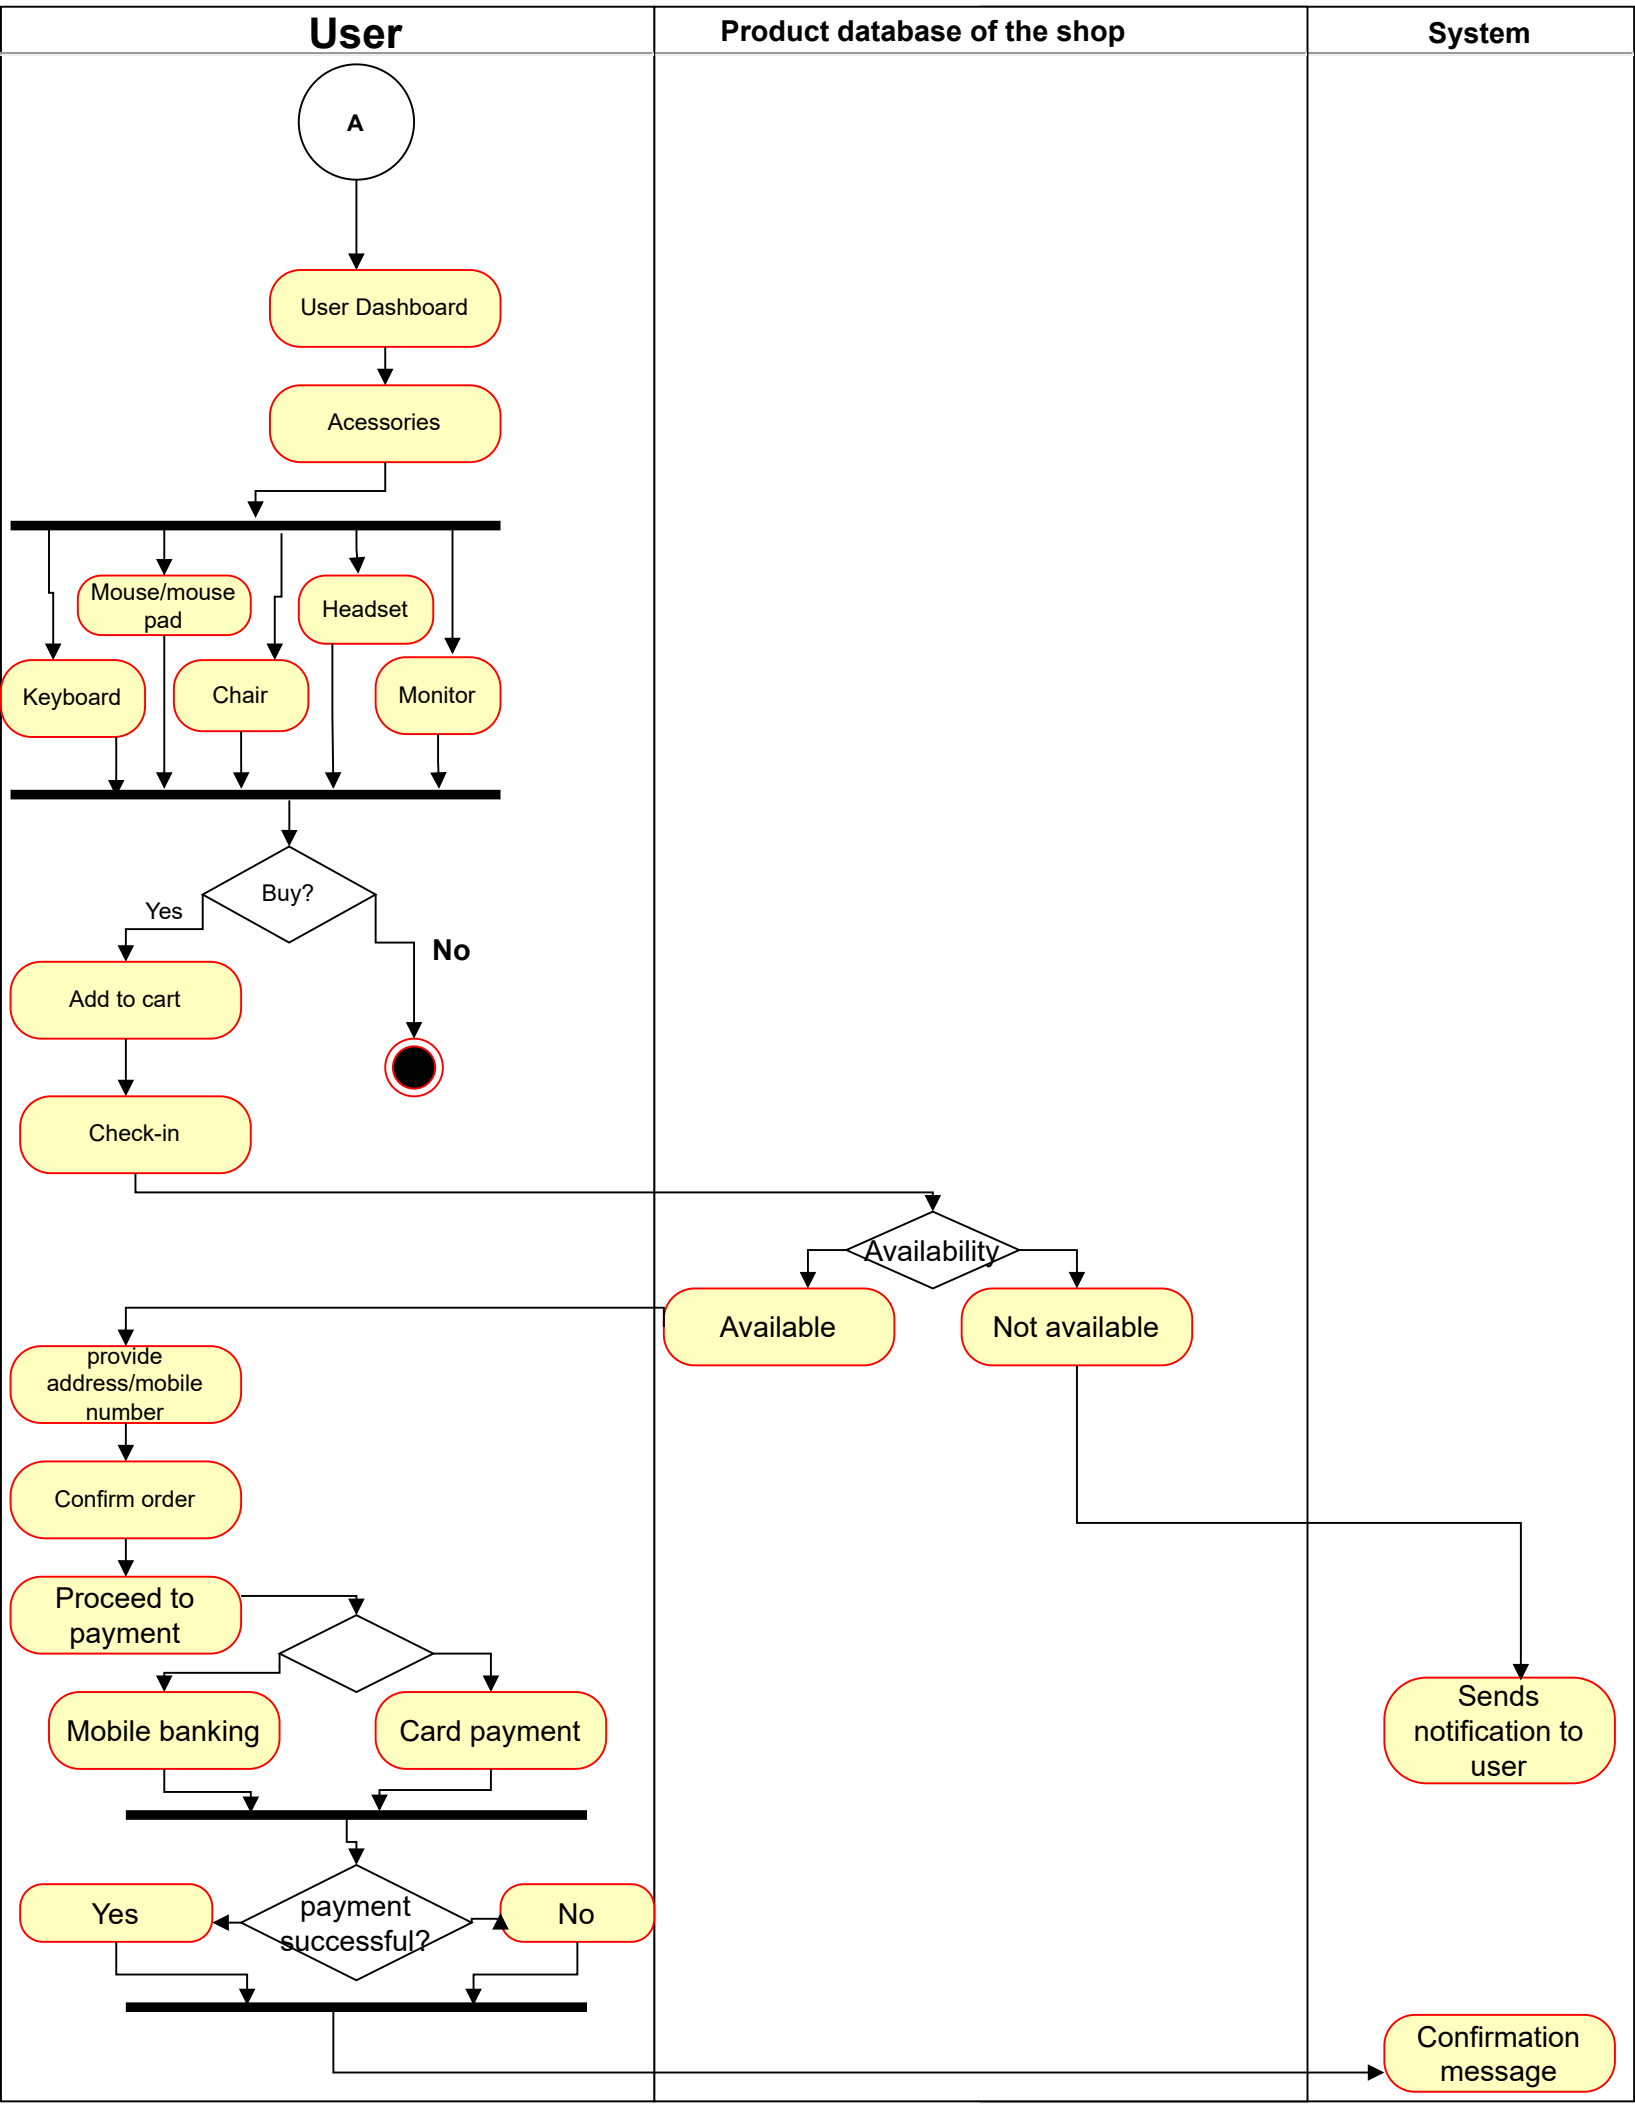 User
Product database of the shop
System
A
User Dashboard
Acessories
Mouse/mouse
pad
Headset
Keyboard
Chair
Monitor
Buy?
Yes
No
Add to cart
Check-in
Availability
Available
Not available
provide
address/mobile
number
Confirm order
Proceed to
payment
Mobile banking
Card payment
Sends
notification to
user
Yes
payment
successful?
No
Confirmation
message